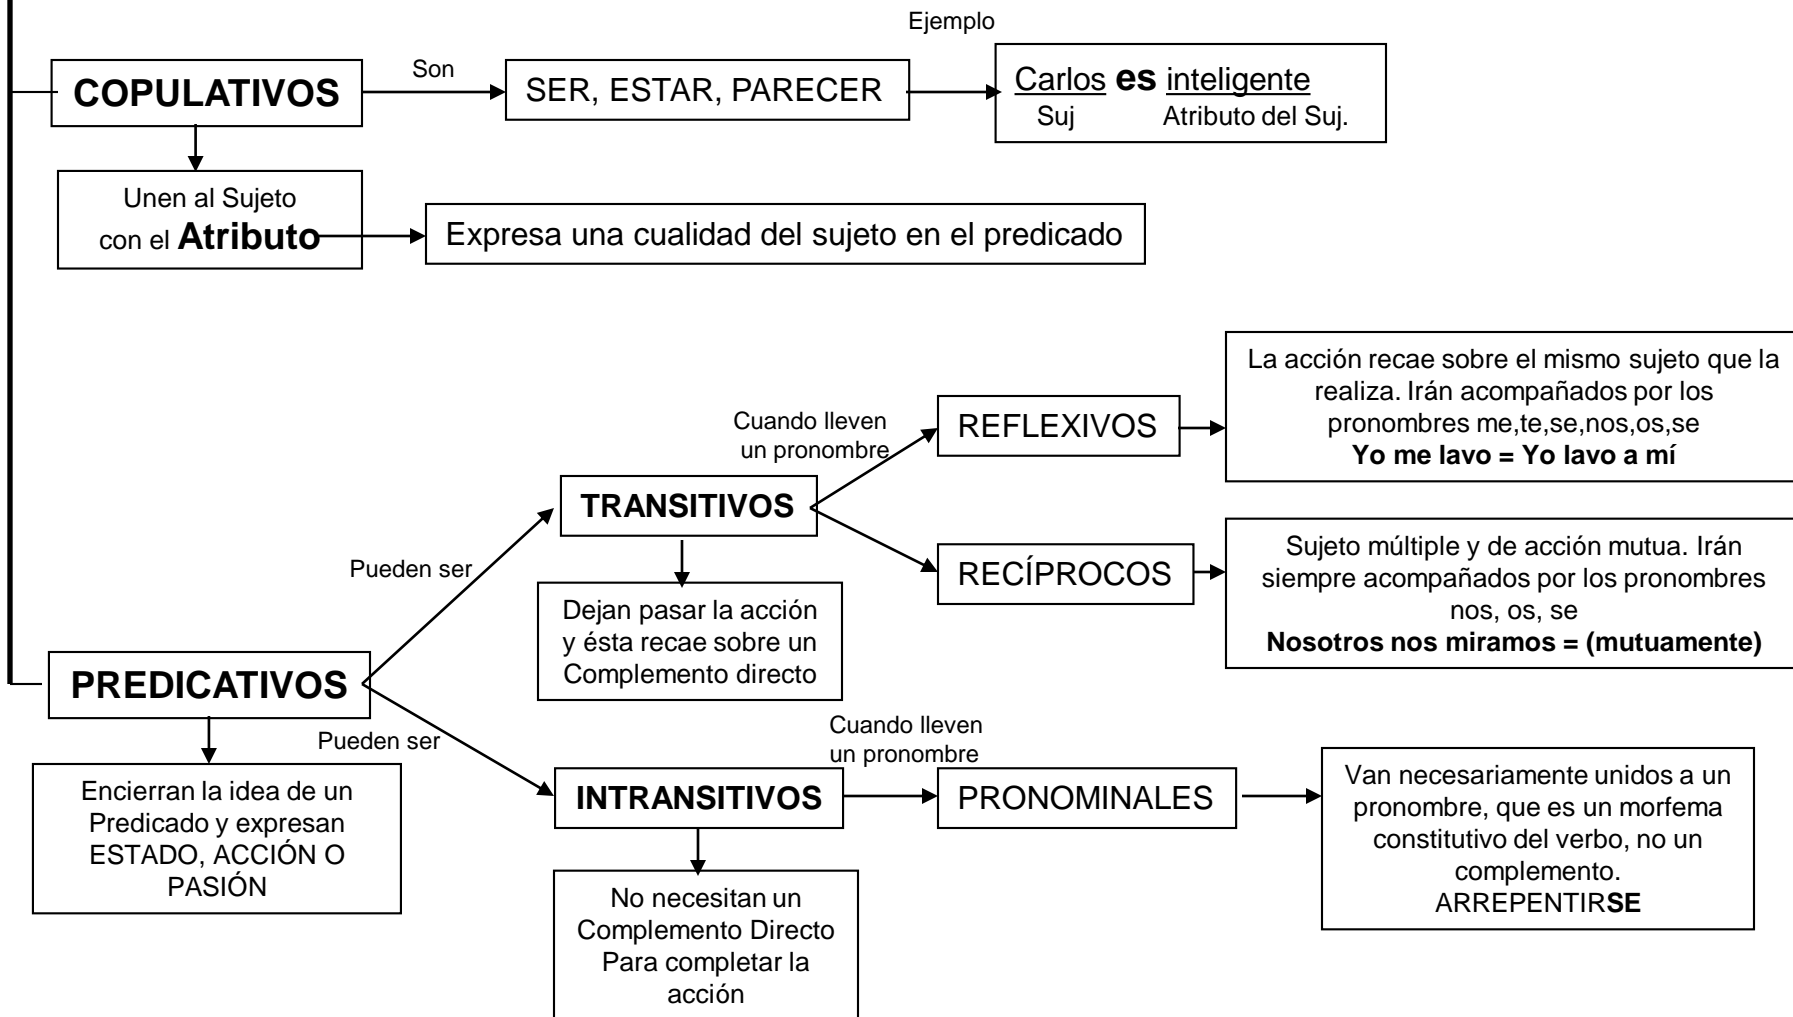 Ejemplo
COPULATIVOS
Son
SER, ESTAR, PARECER
Carlos es inteligente
Suj Atributo del Suj.
Unen al Sujeto
con el Atributo
Expresa una cualidad del sujeto en el predicado
PREDICATIVOS
Encierran la idea de un
Predicado y expresan
ESTADO, ACCIÓN O
PASIÓN
Pueden ser
TRANSITIVOS
Dejan pasar la acción
y ésta recae sobre un
Complemento directo
Cuando lleven
un pronombre
REFLEXIVOS
La acción recae sobre el mismo sujeto que la
realiza. Irán acompañados por los
pronombres me,te,se,nos,os,se
Yo me lavo = Yo lavo a mí
RECÍPROCOS
Sujeto múltiple y de acción mutua. Irán
siempre acompañados por los pronombres
nos, os, se
Nosotros nos miramos = (mutuamente)
Pueden ser
INTRANSITIVOS
No necesitan un
Complemento Directo
Para completar la
acción
Cuando lleven
un pronombre
PRONOMINALES
Van necesariamente unidos a un
pronombre, que es un morfema
constitutivo del verbo, no un
complemento.
ARREPENTIRSE